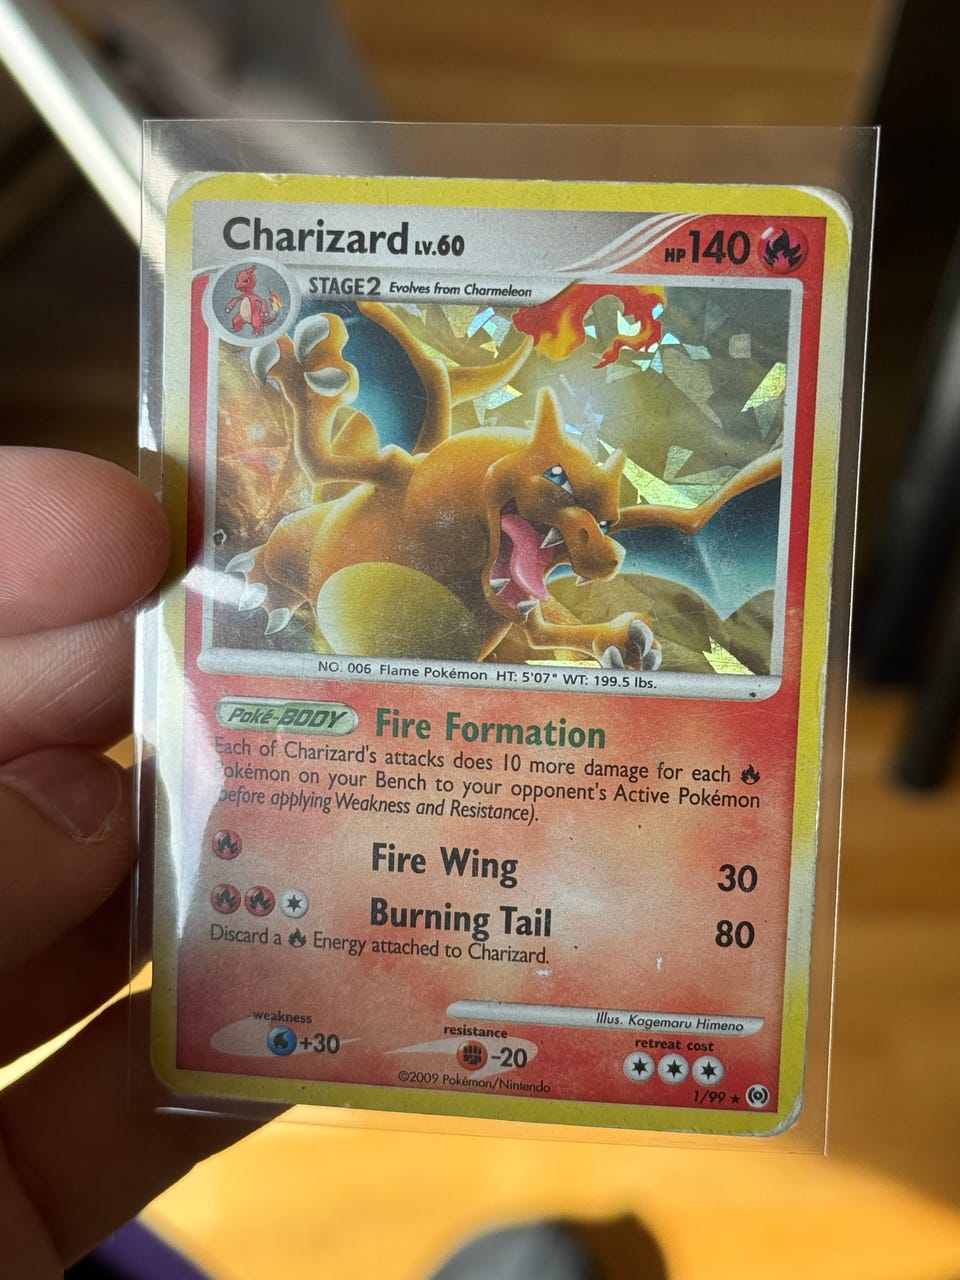 Charizard LV.60
HP 140
STAGE2 Evolves from Charmeleon
NO. 006 Flame Pokémon HT: 5'07" WT: 199.5 lbs.
Poké-BODY Fire Formation
Each of Charizard's attacks does 10 more damage for each
Pokémon on your Bench to your opponent's Active Pokémon
before applying Weakness and Resistance).
Fire Wing 30
Burning Tail 80
Discard a Energy attached to Charizard.
Illus. Kagemaru Himeno
weakness
+30
resistance
-20
retreat cost
©2009 Pokémon/Nintendo
1/99 ★